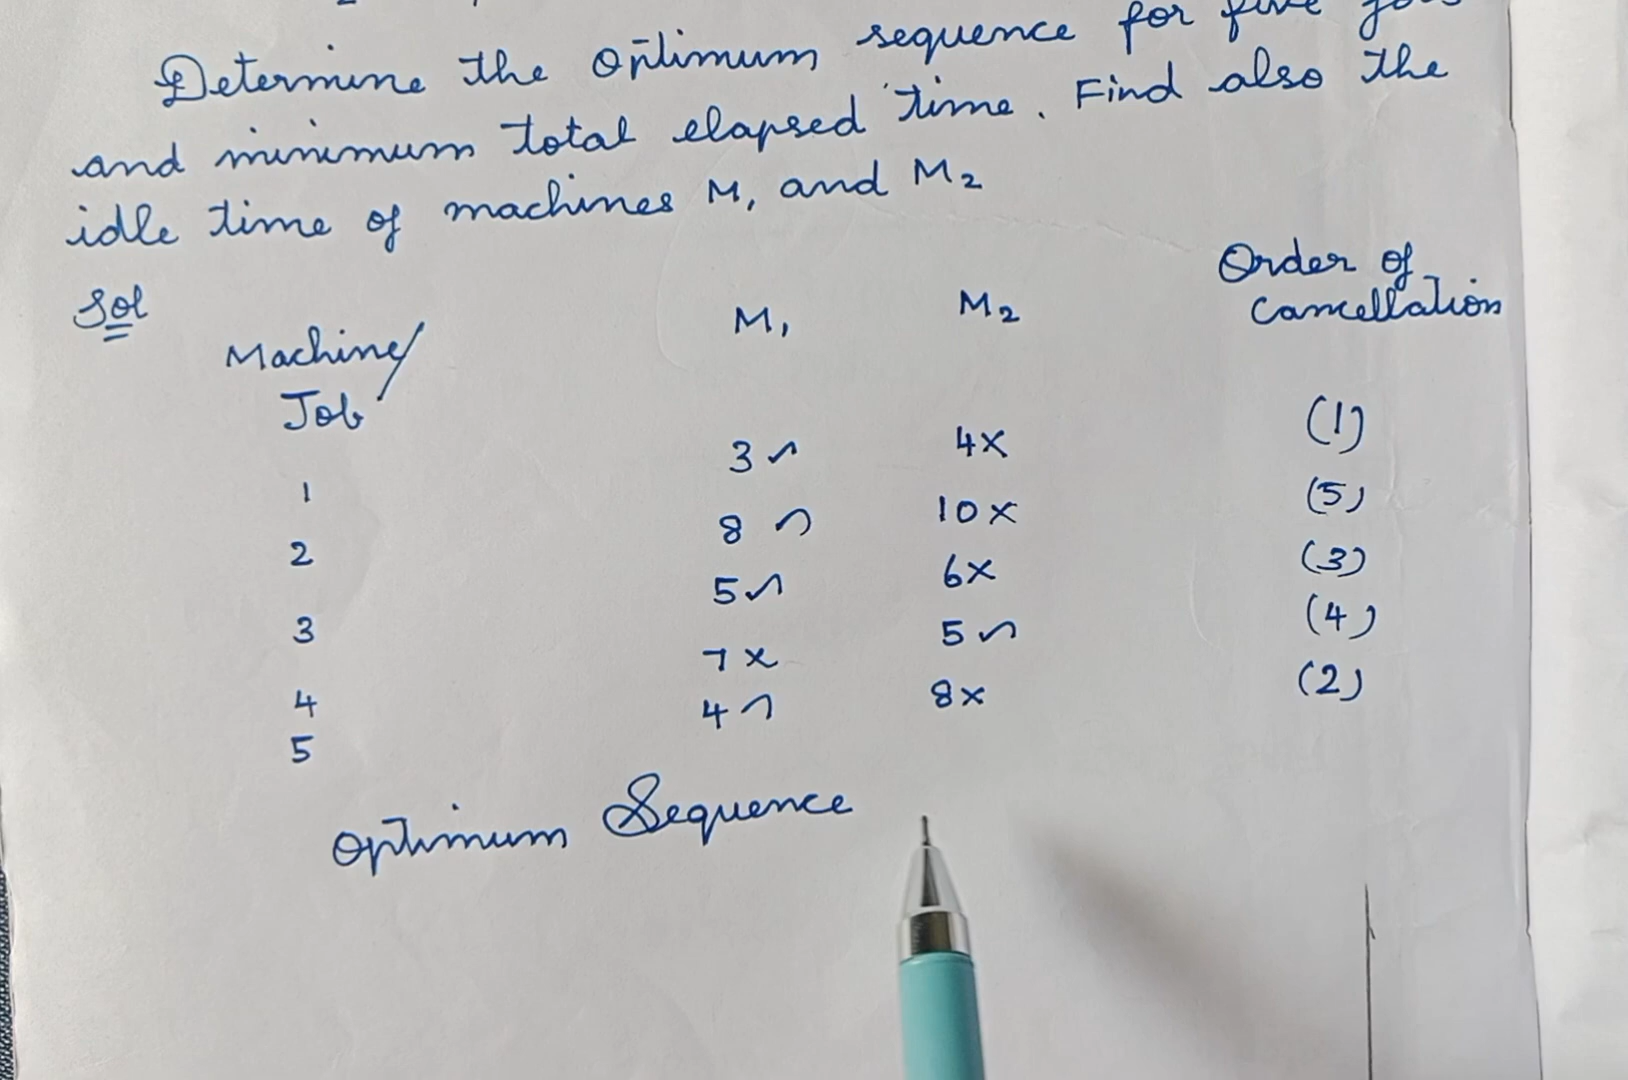 Determine the optimum sequence for five
and minimum total elapsed time. Find also the
idle time of machines M1 and M2
Sol
Machine/ Job M1 M2 Order of Cancellation
1 3 ✓ 4 x (1)
2 8 ✓ 10 x (5)
3 5 ✓ 6 x (3)
4 7 x 5 ✓ (4)
5 4 ✓ 8 x (2)
Optimum Sequence